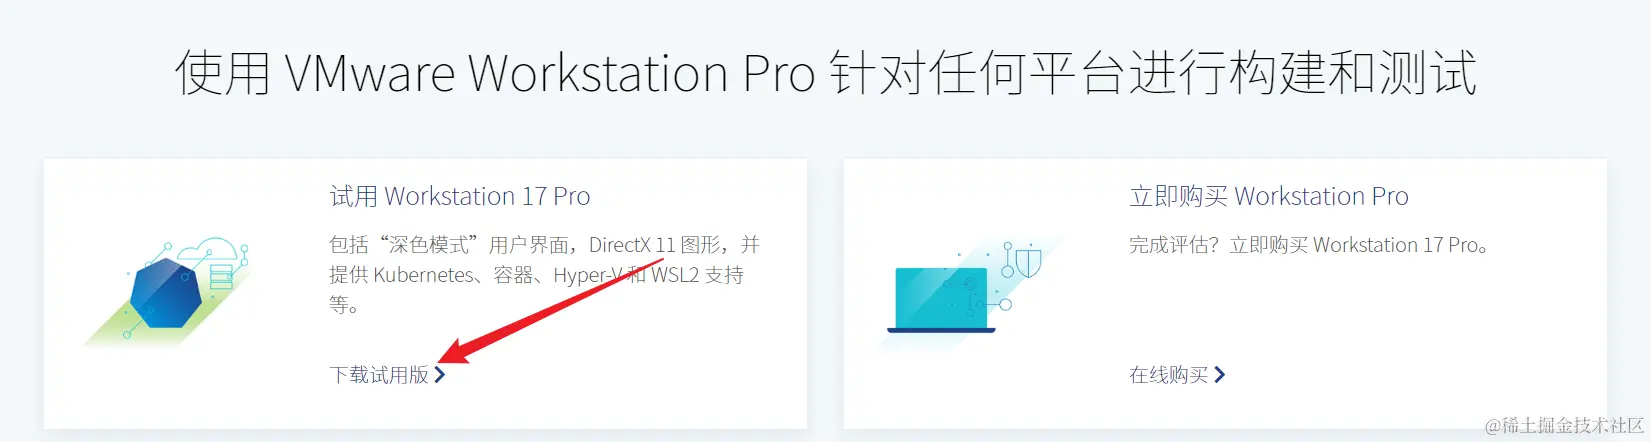 使用 VMware Workstation Pro 针对任何平台进行构建和测试
试用 Workstation 17 Pro
包括“深色模式”用户界面，DirectX 11 图形，并
提供 Kubernetes、容器、Hyper-V 和 WSL2 支持
等。
下载试用版
立即购买 Workstation Pro
完成评估？立即购买 Workstation 17 Pro。
在线购买
@稀土掘金技术社区